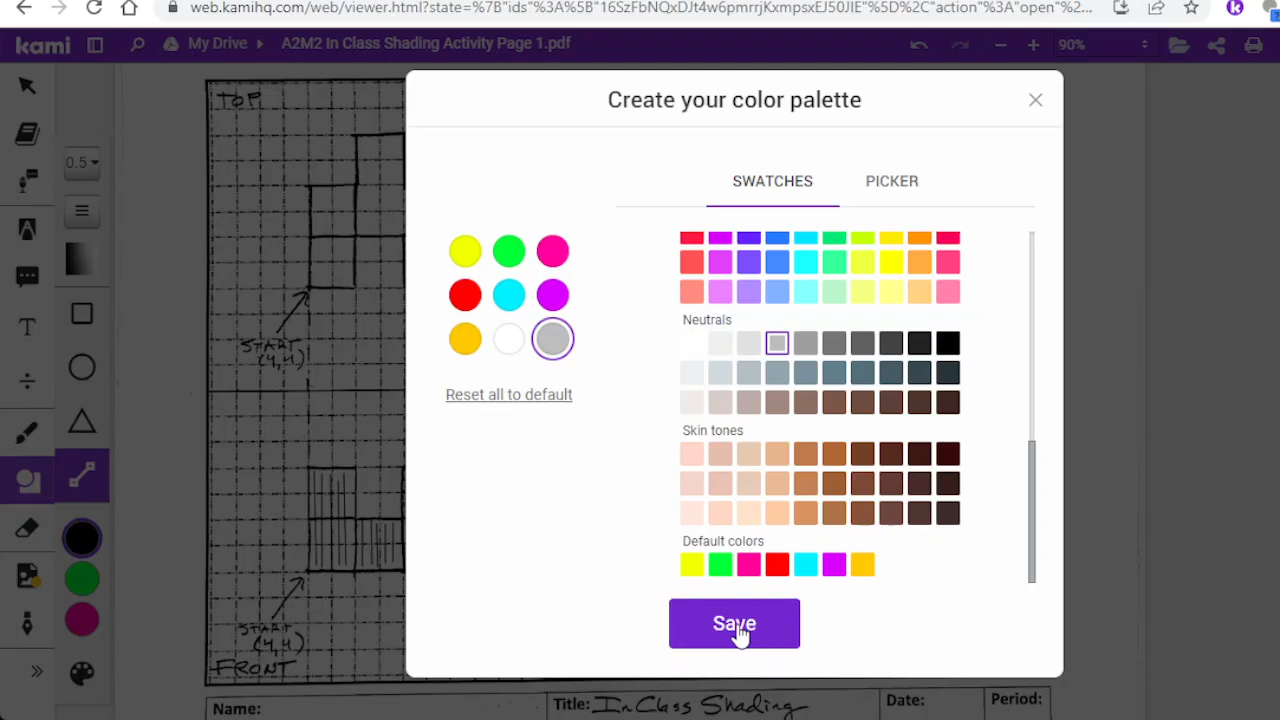 web.kamihq.com/web/viewer.html?state=%7B"ids"%3A%5B"16SzFbNQxDJt4w6pmrrjKxmpsxEJ50JIE"%5D%2C"action"%3A"open"%2...
kami
My Drive
A2M2 In Class Shading Activity Page 1.pdf
90%
Create your color palette
SWATCHES
PICKER
0.5
TOP
START
(4,4)
Neutrals
Reset all to default
Skin tones
Default colors
Save
START
(4,4)
FRONT
Name:
Title: In Class Shading
Date:
Period: